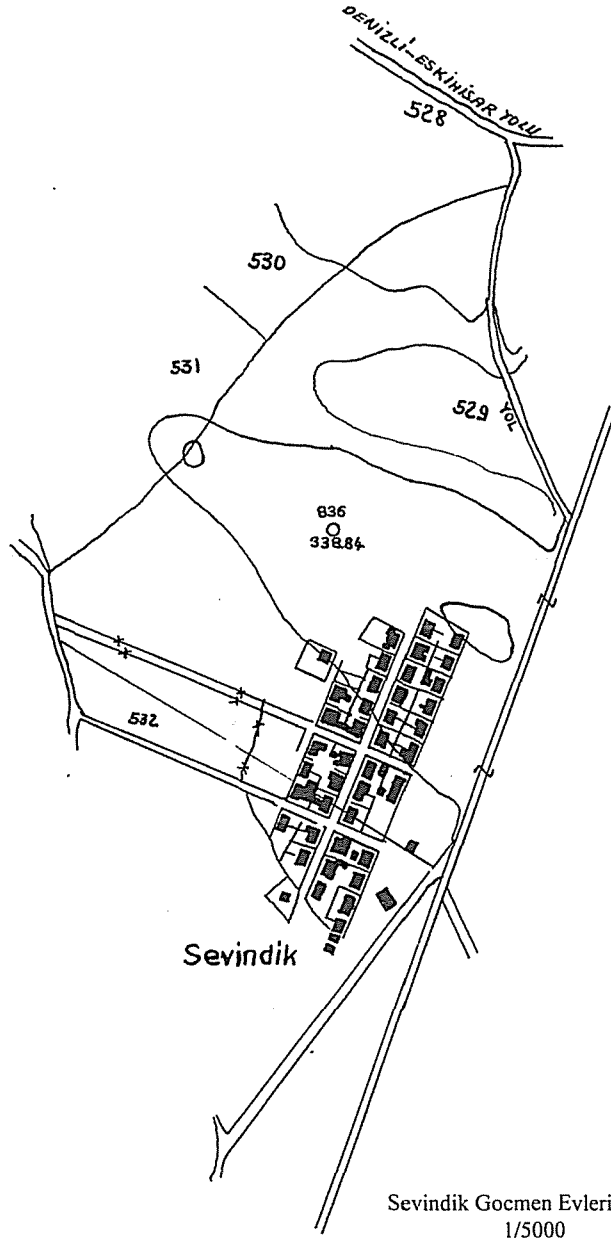 DENİZLİ-ESKİHİSAR YOLU
528
530
531
529
YOL
836
338.84
532
Sevindik
Sevindik Gocmen Evleri
1/5000